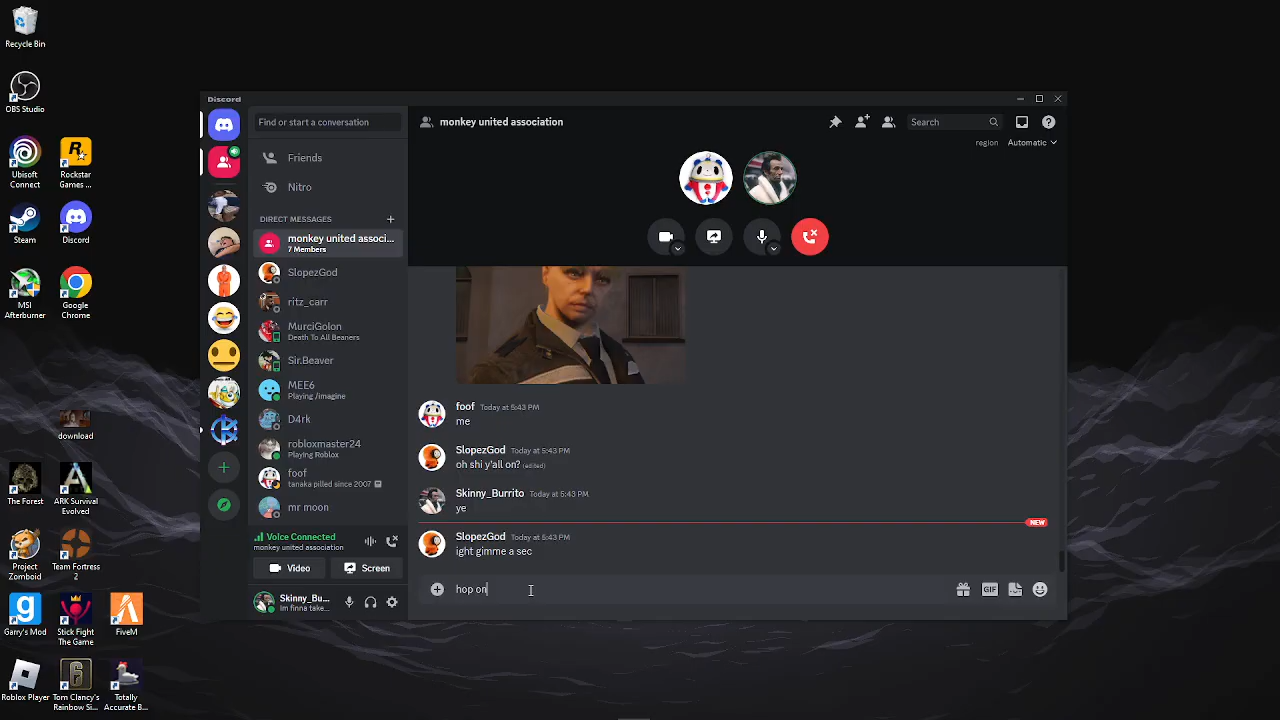 Recycle Bin
OBS Studio
Ubisoft
Connect
Rockstar
Games ...
Steam
Discord
MSI
Afterburner
Google
Chrome
download
The Forest
ARK Survival
Evolved
Project
Zomboid
Team Fortress
2
Garry's Mod
Stick Fight
The Game
FiveM
Roblox Player
Tom Clancy's
Rainbow Si...
Totally
Accurate B...
Discord
Find or start a conversation
Friends
Nitro
DIRECT MESSAGES
monkey united associ...
7 Members
SlopezGod
ritz_carr
MurciGolon
Death To All Beaners
Sir.Beaver
MEE6
Playing /imagine
D4rk
robloxmaster24
Playing Roblox
foof
tanaka pilled since 2007
mr moon
Voice Connected
monkey united association
Video
Screen
Skinny_Bu...
Im finna take...
monkey united association
Search
region
Automatic
foof Today at 5:43 PM
me
SlopezGod Today at 5:43 PM
oh shi y'all on? (edited)
Skinny_Burrito Today at 5:43 PM
ye
NEW
SlopezGod Today at 5:43 PM
ight gimme a sec
hop on
GIF